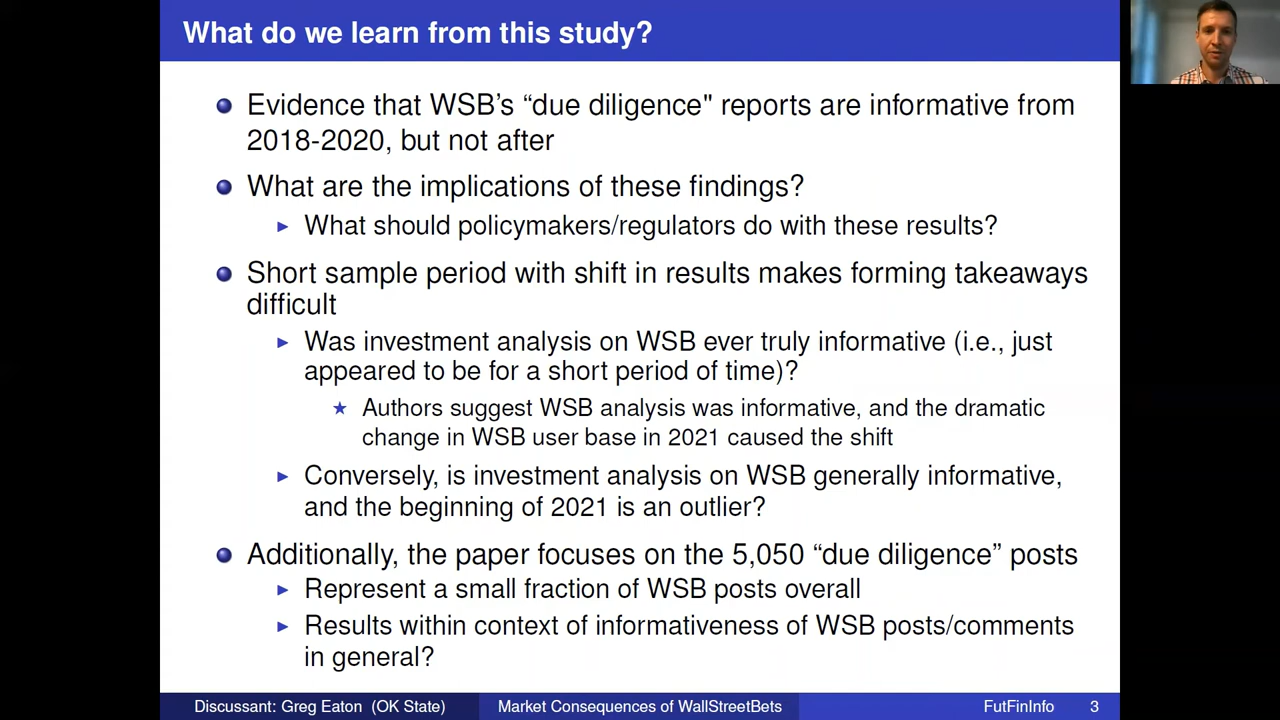 What do we learn from this study?
Evidence that WSB's “due diligence" reports are informative from
2018-2020, but not after
What are the implications of these findings?
What should policymakers/regulators do with these results?
Short sample period with shift in results makes forming takeaways
difficult
Was investment analysis on WSB ever truly informative (i.e., just
appeared to be for a short period of time)?
Authors suggest WSB analysis was informative, and the dramatic
change in WSB user base in 2021 caused the shift
Conversely, is investment analysis on WSB generally informative,
and the beginning of 2021 is an outlier?
Additionally, the paper focuses on the 5,050 “due diligence” posts
Represent a small fraction of WSB posts overall
Results within context of informativeness of WSB posts/comments
in general?
Discussant: Greg Eaton (OK State) Market Consequences of WallStreetBets FutFinInfo 3